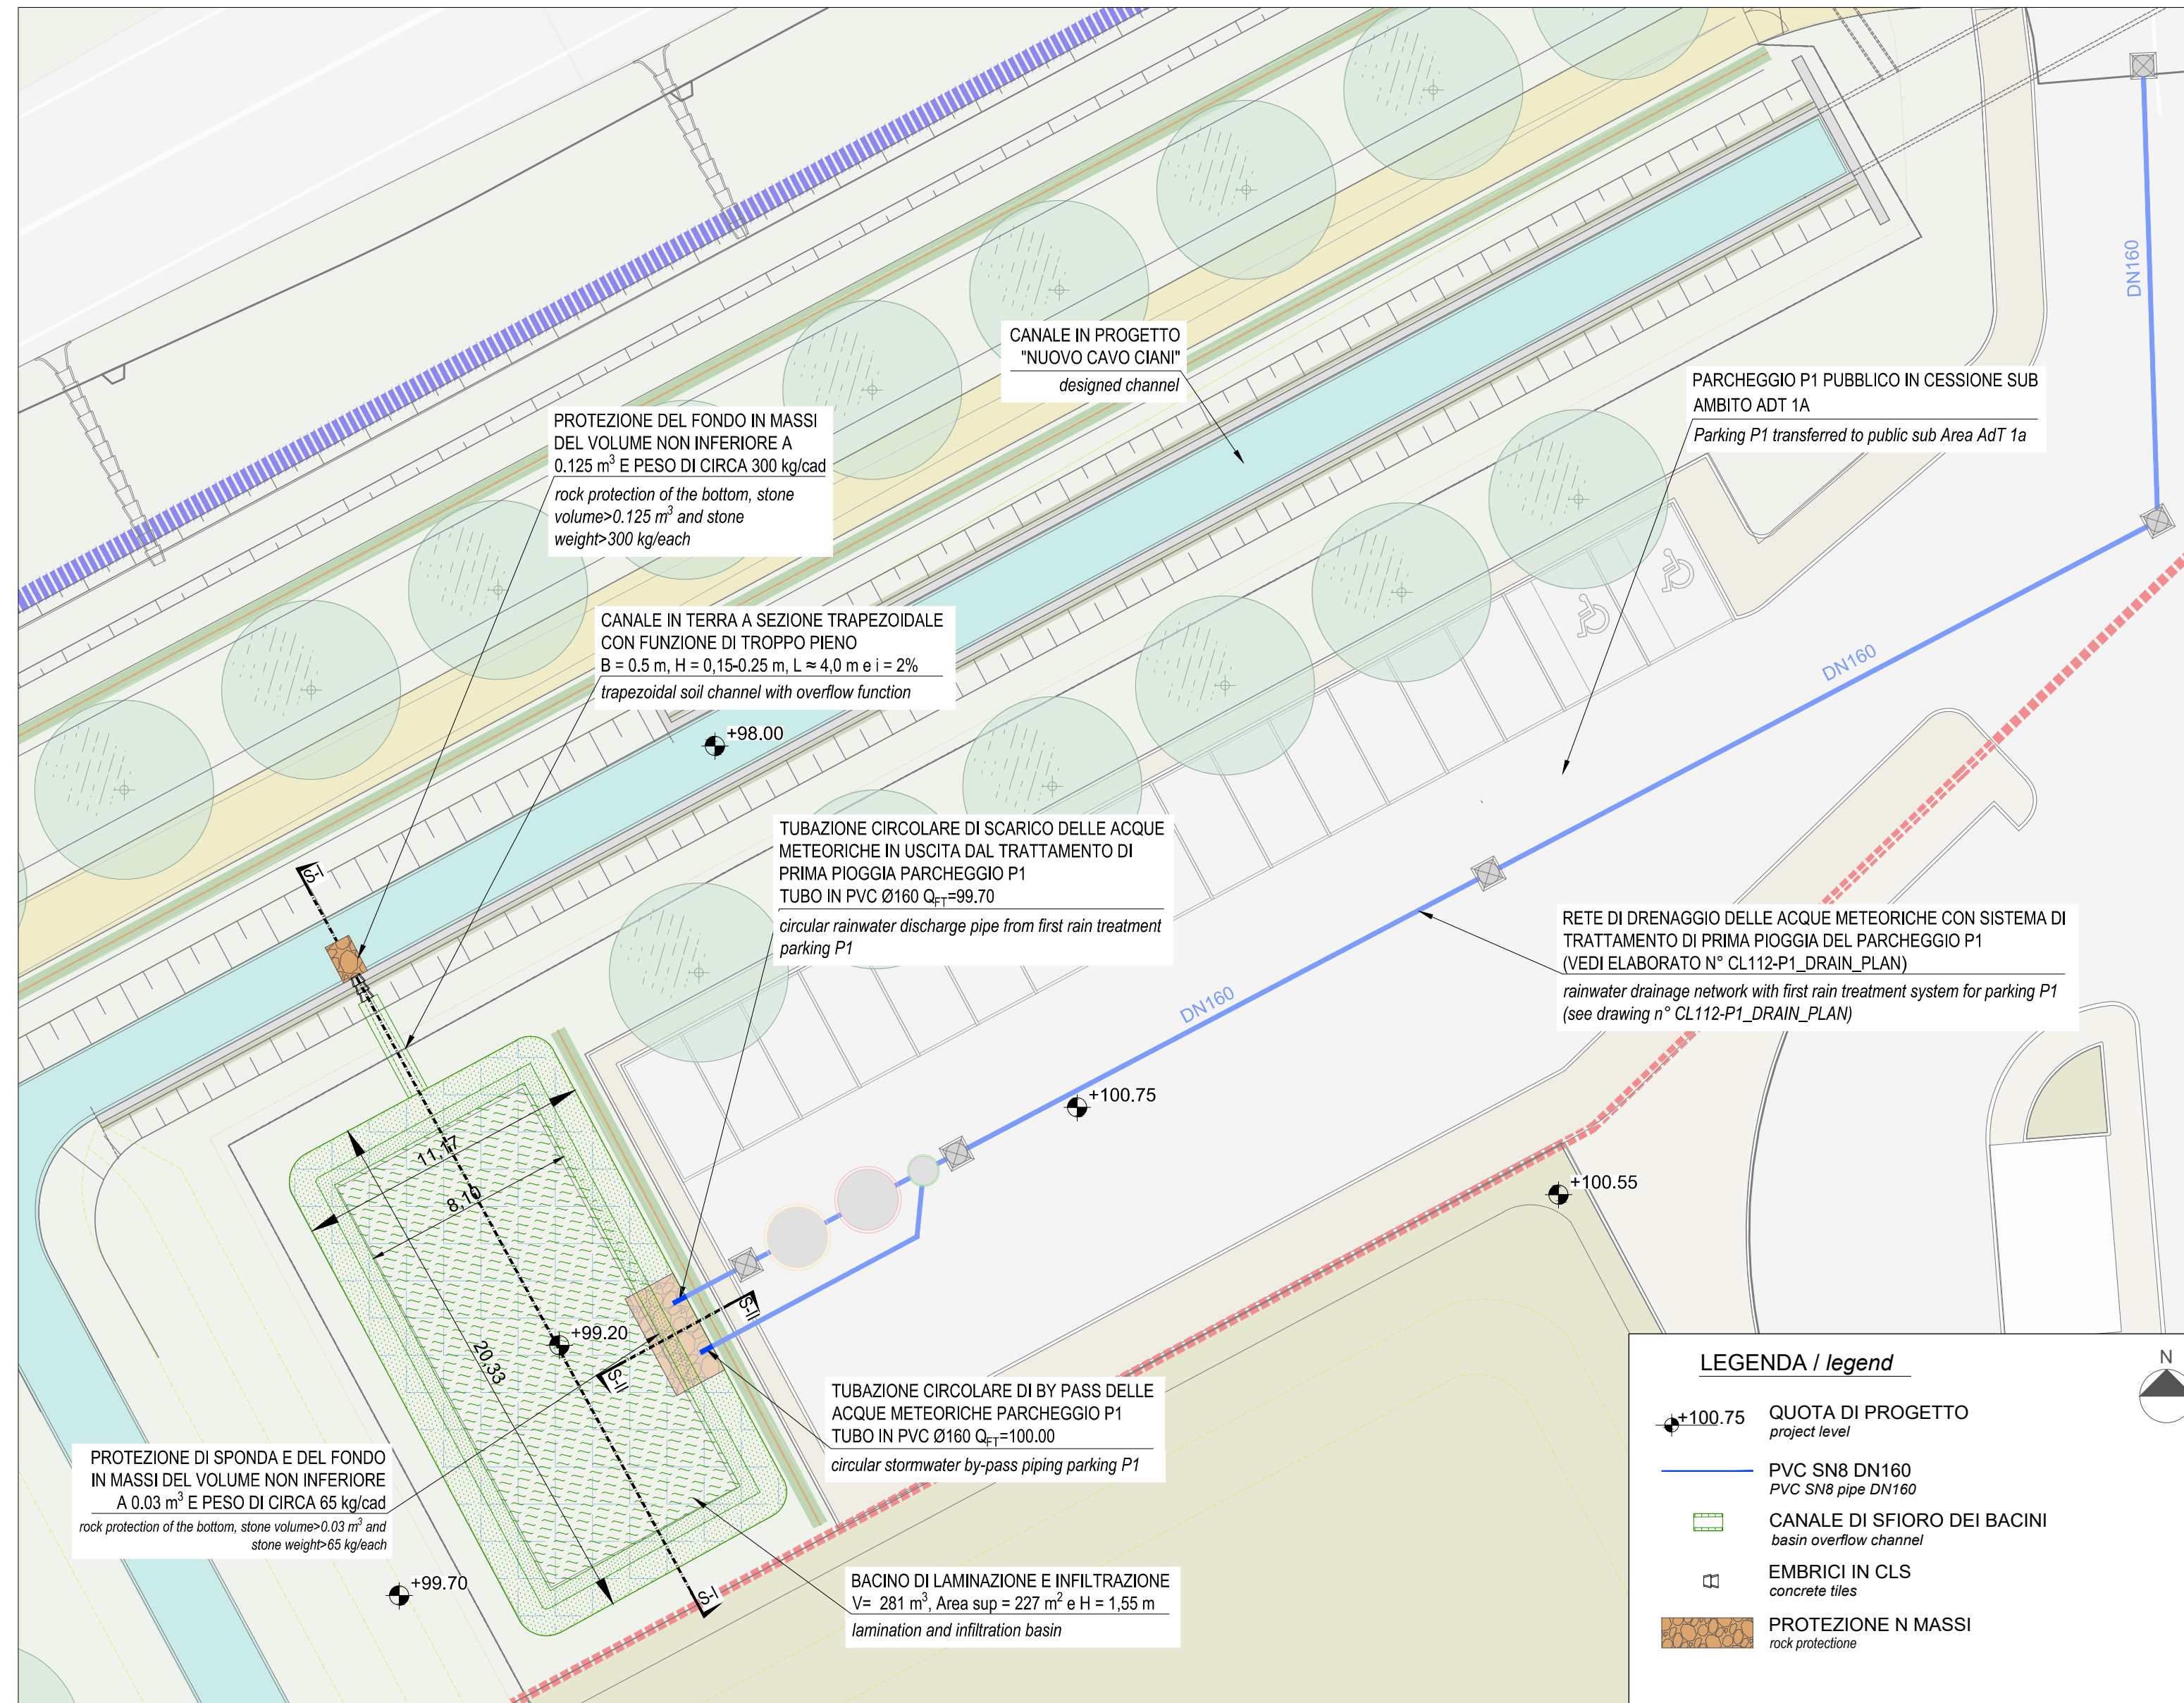 DN160
CANALE IN PROGETTO
"NUOVO CAVO CIANI"
designed channel
PARCHEGGIO P1 PUBBLICO IN CESSIONE SUB
AMBITO ADT 1A
Parking P1 transferred to public sub Area AdT 1a
PROTEZIONE DEL FONDO IN MASSI
DEL VOLUME NON INFERIORE A
0.125 m³ E PESO DI CIRCA 300 kg/cad
rock protection of the bottom, stone
volume>0.125 m³ and stone
weight>300 kg/each
CANALE IN TERRA A SEZIONE TRAPEZOIDALE
CON FUNZIONE DI TROPPO PIENO
B = 0.5 m, H = 0,15-0.25 m, L ≈ 4,0 m e i = 2%
trapezoidal soil channel with overflow function
DN160
+98.00
TUBAZIONE CIRCOLARE DI SCARICO DELLE ACQUE
METEORICHE IN USCITA DAL TRATTAMENTO DI
PRIMA PIOGGIA PARCHEGGIO P1
TUBO IN PVC Ø160 QFT=99.70
circular rainwater discharge pipe from first rain treatment
parking P1
S-I
RETE DI DRENAGGIO DELLE ACQUE METEORICHE CON SISTEMA DI
TRATTAMENTO DI PRIMA PIOGGIA DEL PARCHEGGIO P1
(VEDI ELABORATO N° CL112-P1_DRAIN_PLAN)
rainwater drainage network with first rain treatment system for parking P1
(see drawing n° CL112-P1_DRAIN_PLAN)
DN160
+100.75
11,17
8,10
+100.55
S-II
+99.20
20,33
S-II
TUBAZIONE CIRCOLARE DI BY PASS DELLE
ACQUE METEORICHE PARCHEGGIO P1
TUBO IN PVC Ø160 QFT=100.00
circular stormwater by-pass piping parking P1
PROTEZIONE DI SPONDA E DEL FONDO
IN MASSI DEL VOLUME NON INFERIORE
A 0.03 m³ E PESO DI CIRCA 65 kg/cad
rock protection of the bottom, stone volume>0.03 m³ and
stone weight>65 kg/each
+99.70
S-I
BACINO DI LAMINAZIONE E INFILTRAZIONE
V= 281 m³, Area sup = 227 m² e H = 1,55 m
lamination and infiltration basin
LEGENDA / legend
N
+100.75
QUOTA DI PROGETTO
project level
PVC SN8 DN160
PVC SN8 pipe DN160
CANALE DI SFIORO DEI BACINI
basin overflow channel
EMBRICI IN CLS
concrete tiles
PROTEZIONE N MASSI
rock protectione